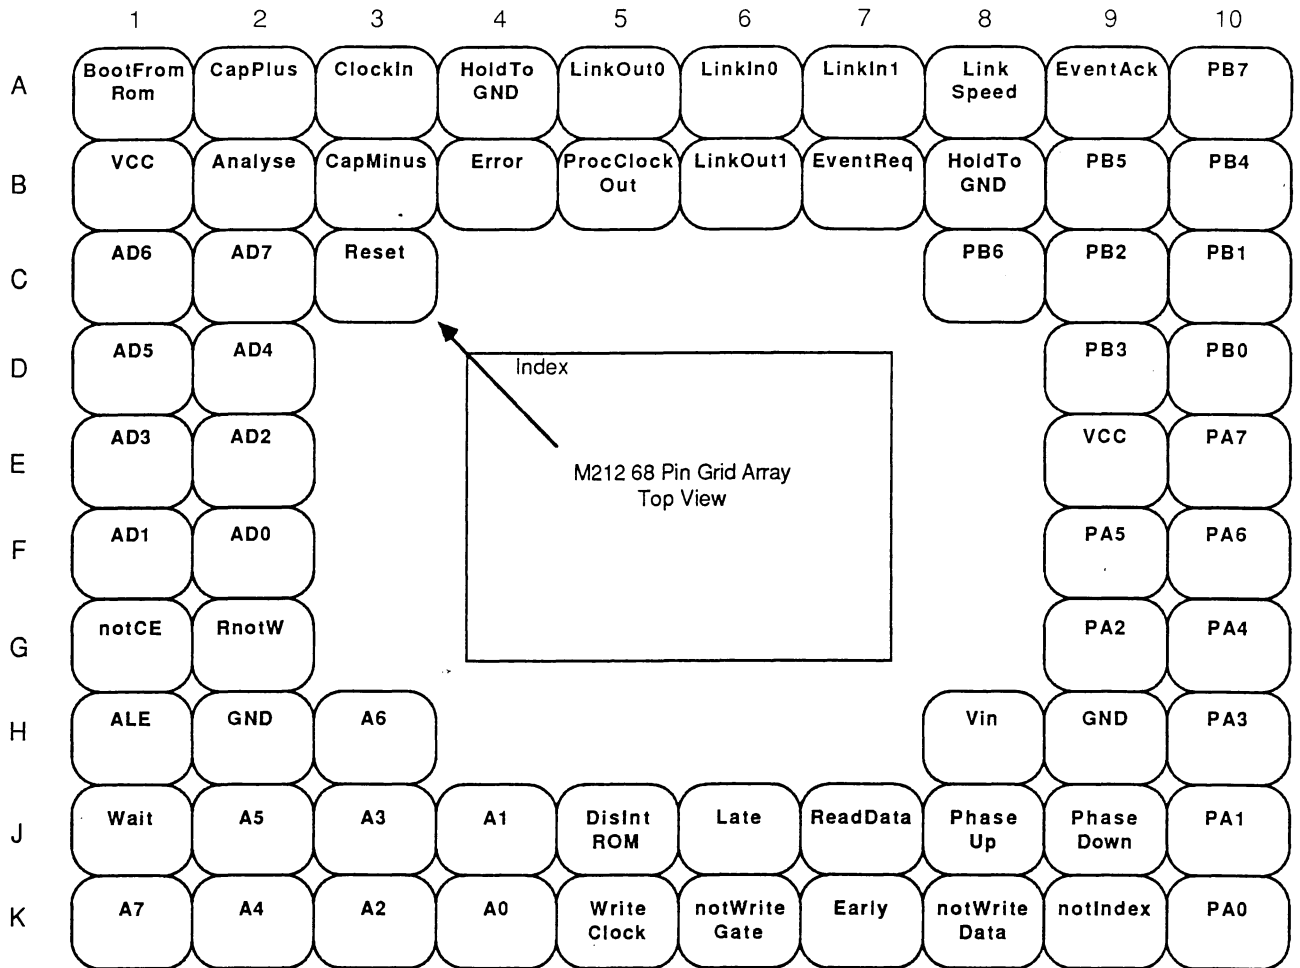 1 2 3 4 5 6 7 8 9 10
A BootFrom CapPlus ClockIn HoldTo LinkOut0 LinkIn0 LinkIn1 Link EventAck PB7
Rom GND Speed
B VCC Analyse CapMinus Error ProcClock LinkOut1 EventReq HoldTo PB5 PB4
Out GND
C AD6 AD7 Reset PB6 PB2 PB1
D AD5 AD4 PB3 PB0
Index
E AD3 AD2 VCC PA7
M212 68 Pin Grid Array
Top View
F AD1 AD0 PA5 PA6
G notCE RnotW PA2 PA4
H ALE GND A6 Vin GND PA3
J Wait A5 A3 A1 DisInt Late ReadData Phase Phase PA1
ROM Up Down
K A7 A4 A2 A0 Write notWrite Early notWrite notIndex PA0
Clock Gate Data